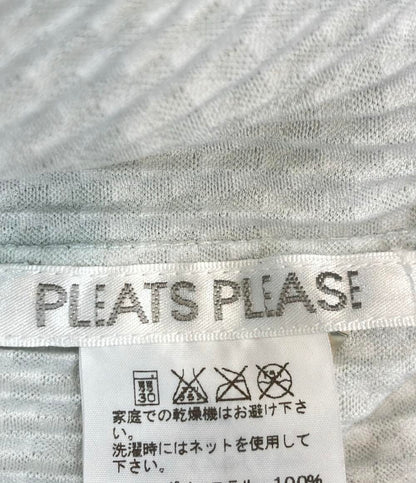 PLEATS PLEASE
30
家庭での乾燥機はお避け下さ
い。
洗濯時にはネットを使用して
下さい。
100%